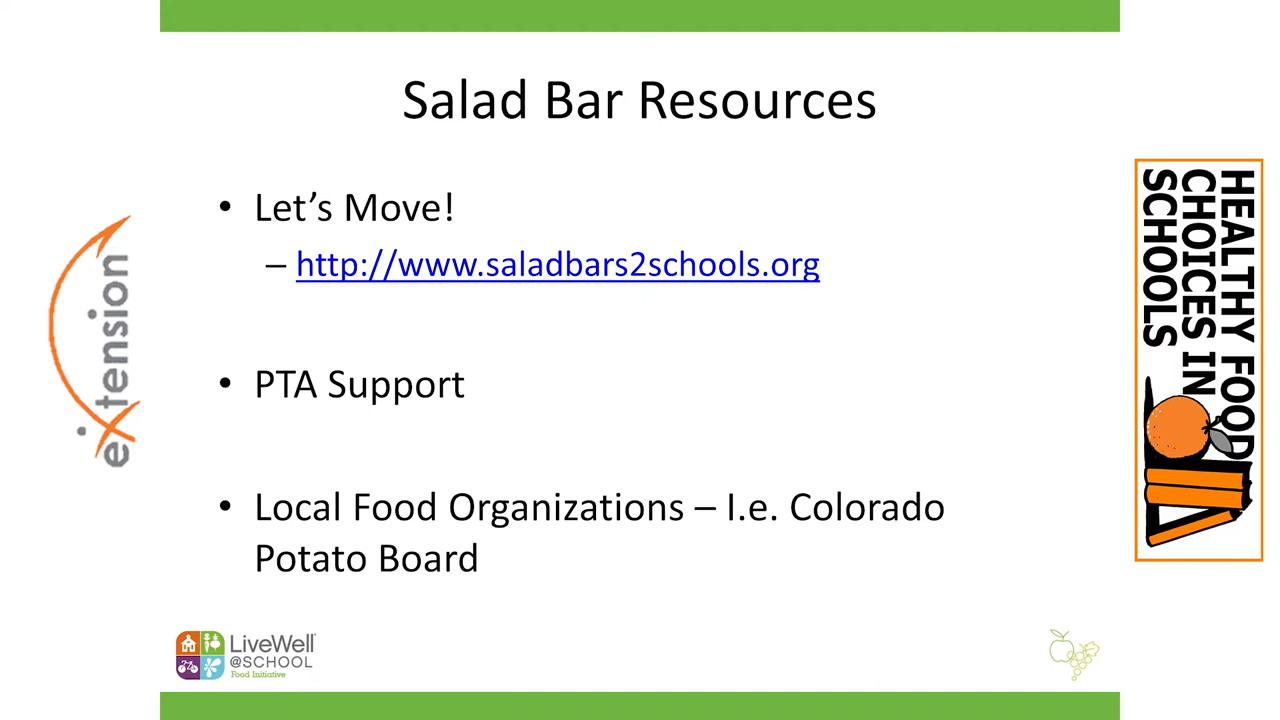 Salad Bar Resources
• Let's Move!
– http://www.saladbars2schools.org
• PTA Support
• Local Food Organizations – I.e. Colorado
Potato Board
eXtension
HEALTHY FOOD
CHOICES IN
SCHOOLS
LiveWell
@SCHOOL
Food Initiative